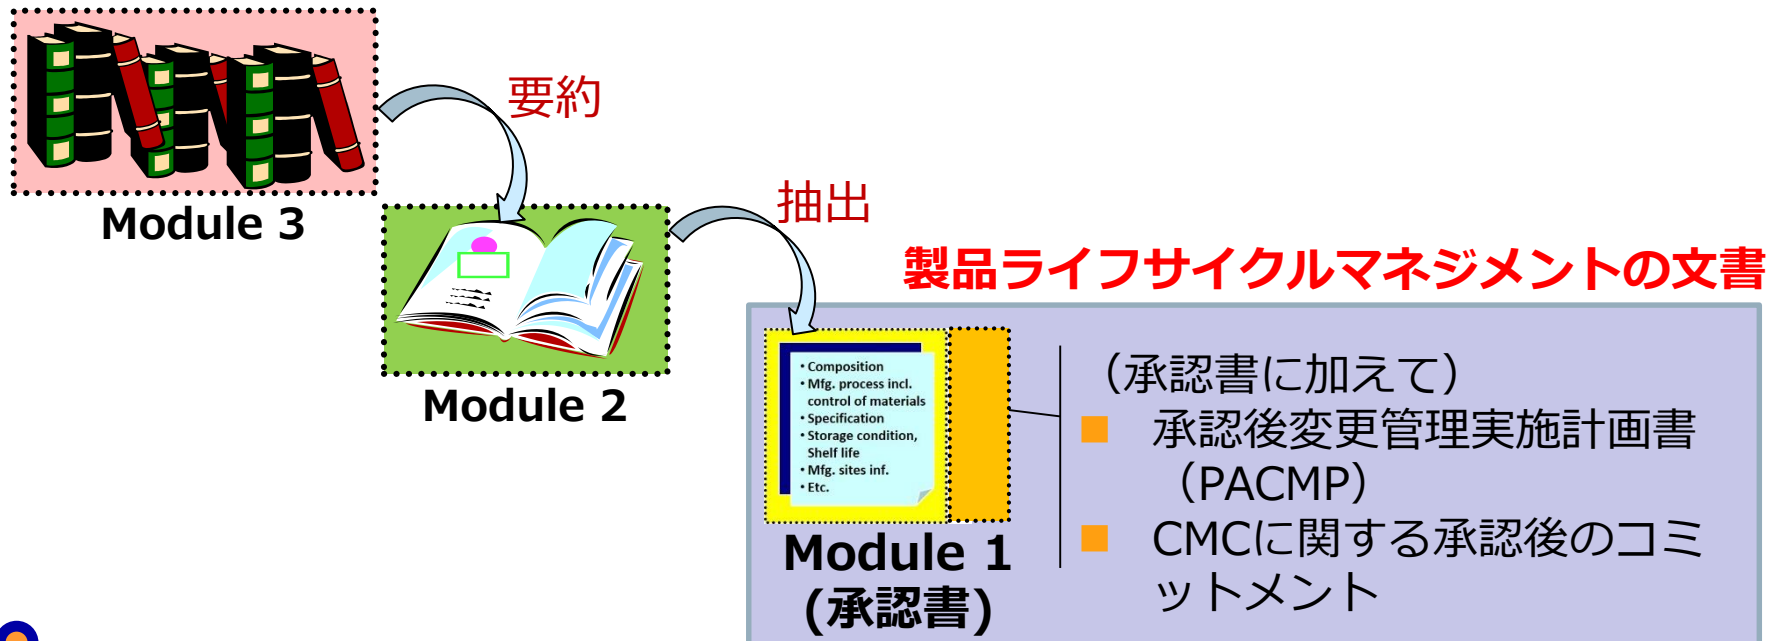 要約
Module 3
抽出
Module 2
製品ライフサイクルマネジメントの文書
• Composition
• Mfg. process incl.
control of materials
• Specification
• Storage condition,
Shelf life
• Mfg. sites inf.
• Etc.
Module 1
(承認書)
（承認書に加えて）
■ 承認後変更管理実施計画書
（PACMP）
■ CMCに関する承認後のコミ
ットメント